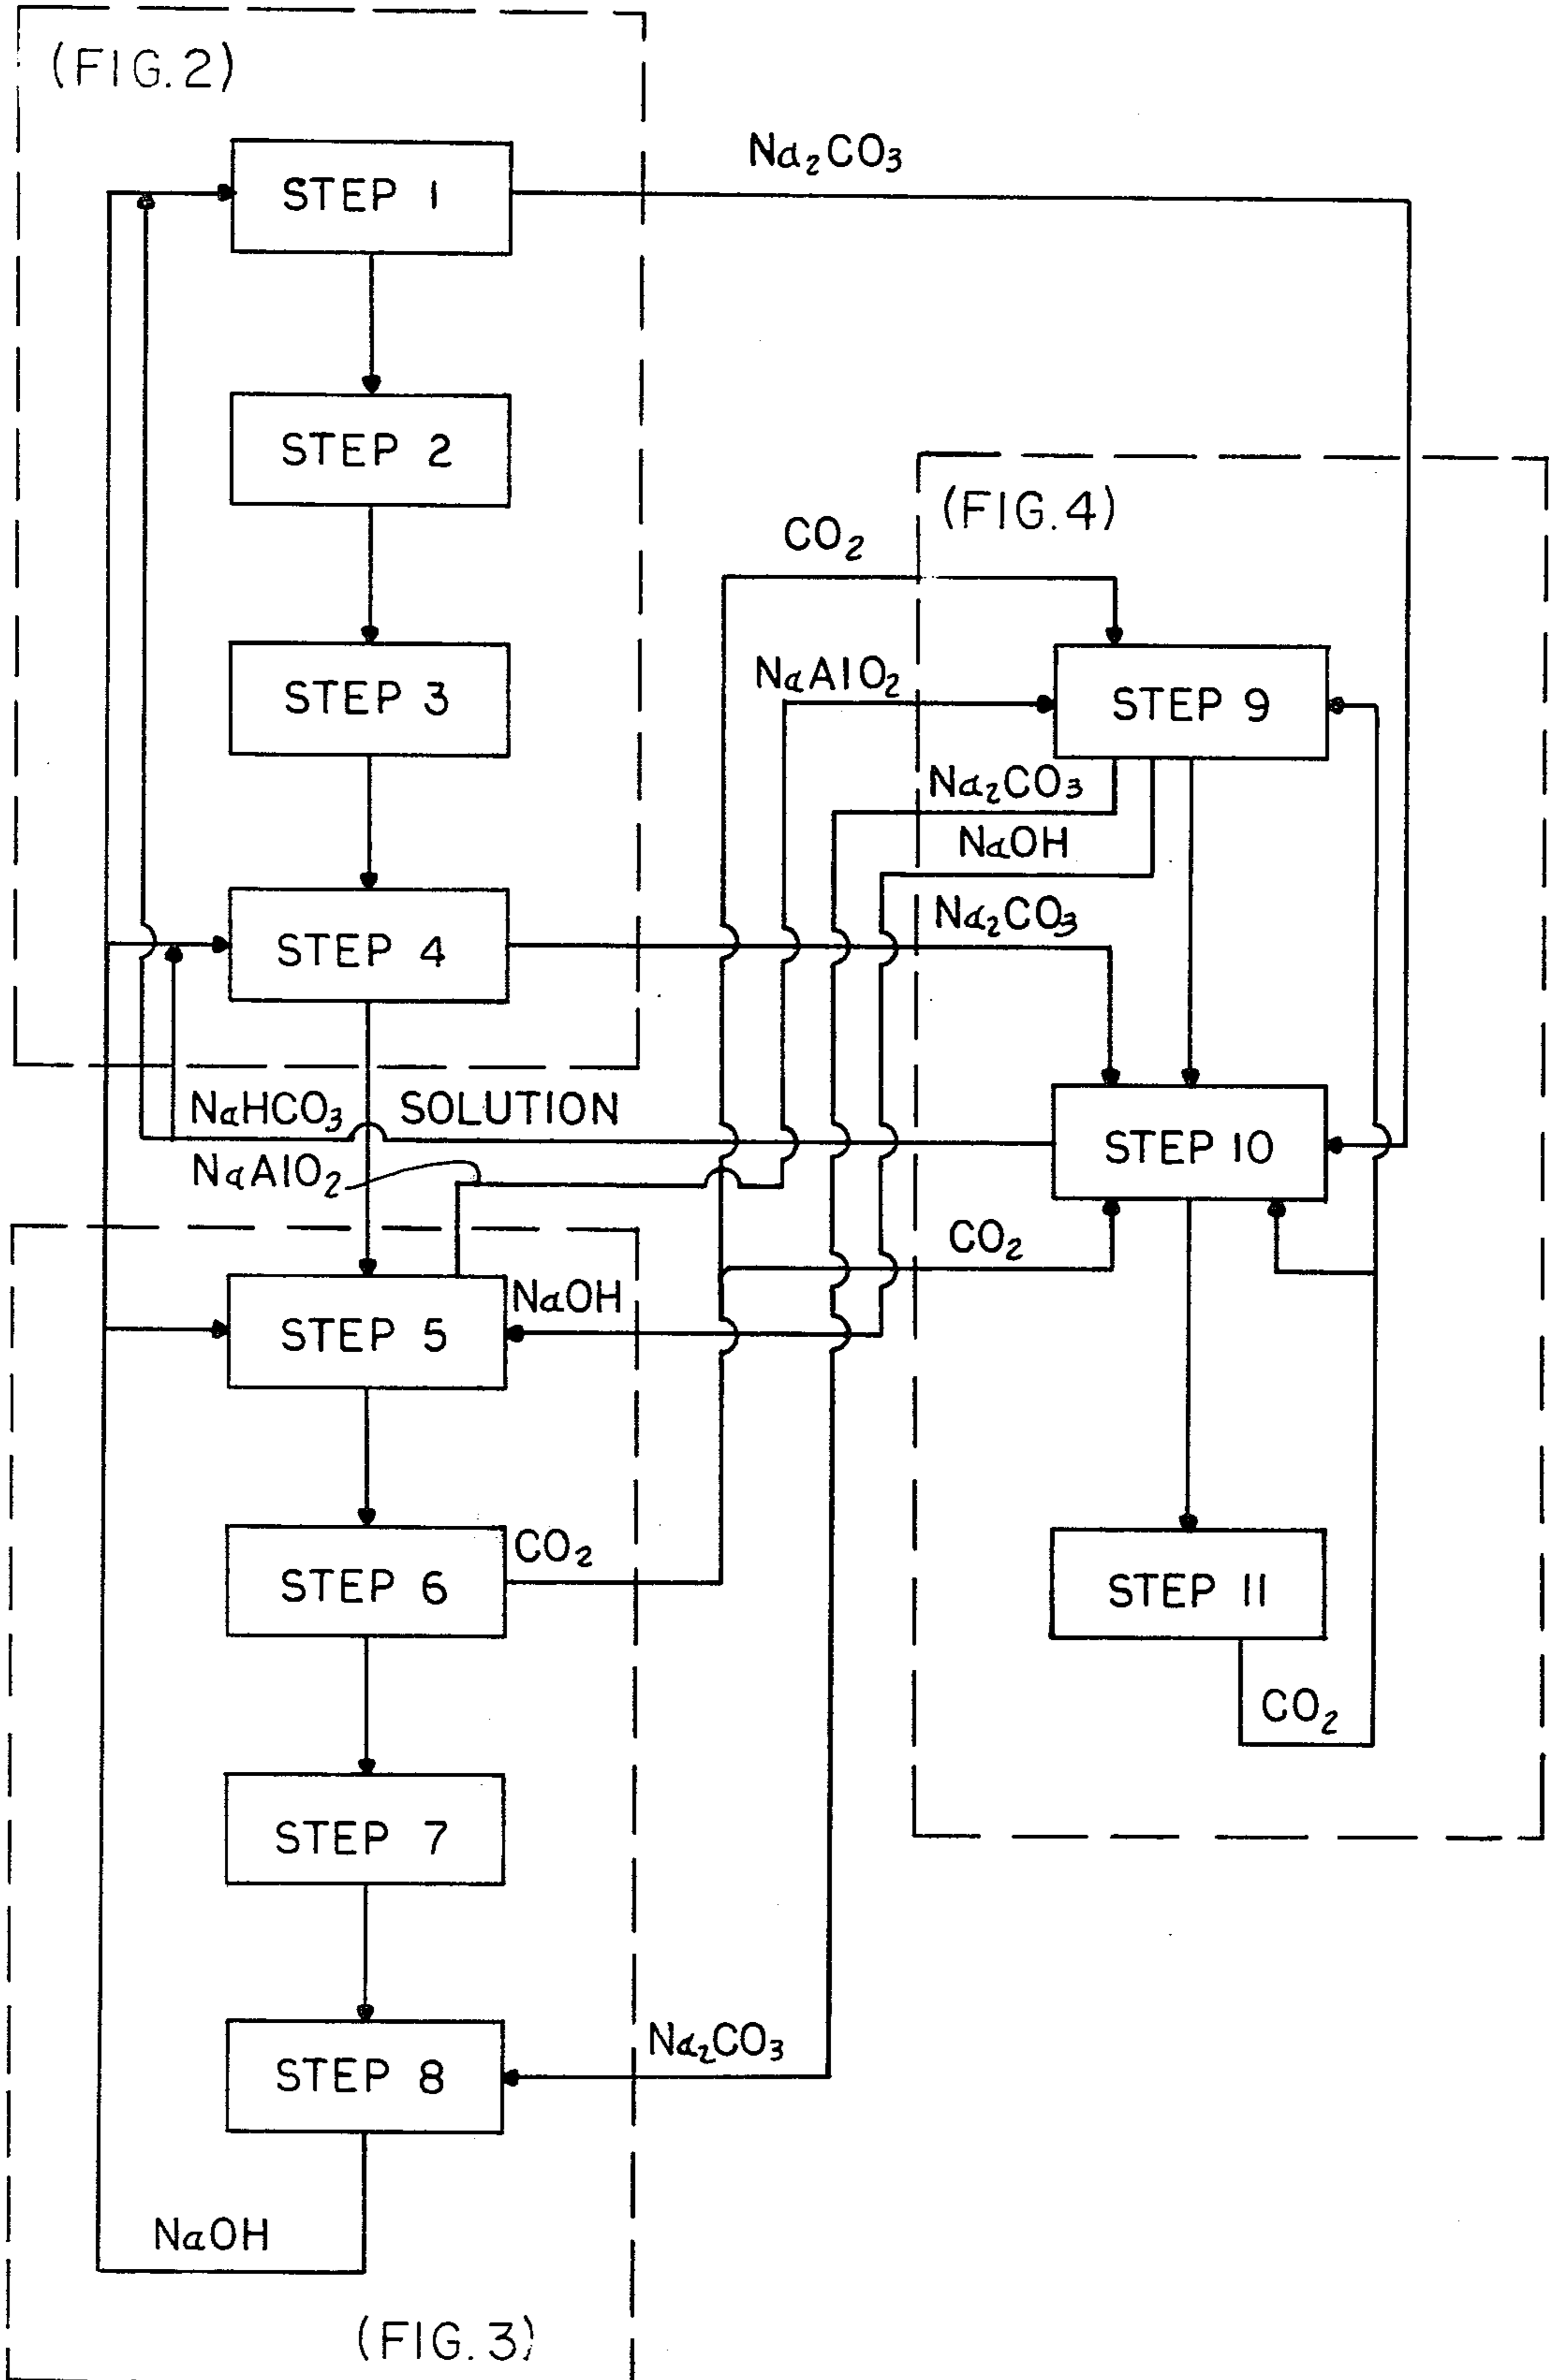 (FIG. 2)
Na₂CO₃
STEP 1
STEP 2
(FIG. 4)
CO₂
STEP 3
NaAlO₂
STEP 9
Na₂CO₃
NaOH
Na₂CO₃
STEP 4
NaHCO₃ SOLUTION
STEP 10
NaAlO₂
CO₂
NaOH
STEP 5
CO₂
STEP 6
STEP 11
CO₂
STEP 7
Na₂CO₃
STEP 8
NaOH
(FIG. 3)